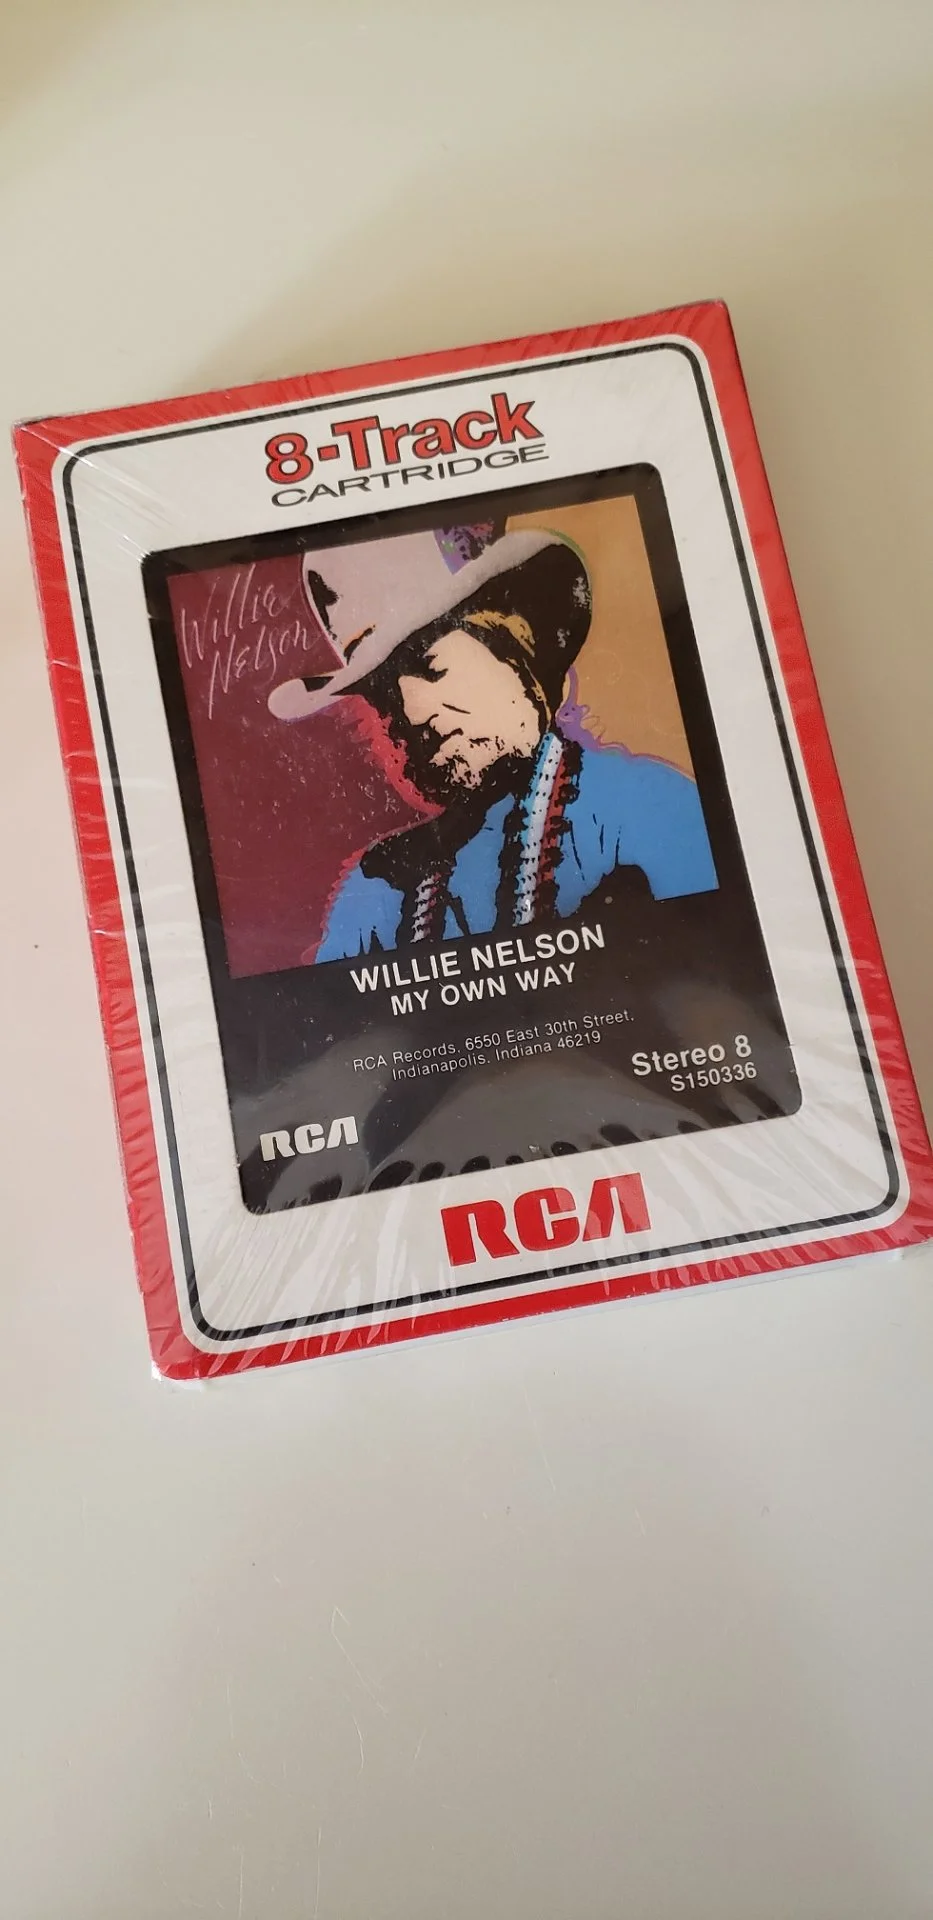 8-Track
CARTRIDGE
Willie
Nelson
WILLIE NELSON
MY OWN WAY
RCA Records, 6550 East 30th Street,
Indianapolis, Indiana 46219
Stereo 8
S150336
RCA
RCA